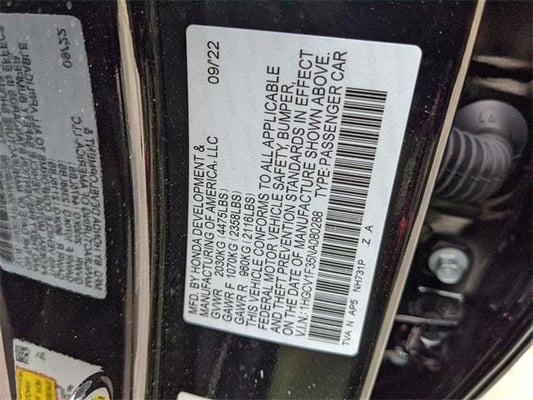 09/22
MFD. BY HONDA DEVELOPMENT &
MANUFACTURING OF AMERICA, LLC
GVWR 2030KG (4475LBS)
GAWR F 1070KG (2358LBS)
GAWR R 960KG (2116LBS)
THIS VEHICLE CONFORMS TO ALL APPLICABLE
FEDERAL MOTOR VEHICLE SAFETY, BUMPER,
AND THEFT PREVENTION STANDARDS IN EFFECT
ON THE DATE OF MANUFACTURE SHOWN ABOVE.
V.I.N.: 1HGCV1F35NA080288 TYPE:PASSENGER CAR
TVA N AP5 NH731P Z A